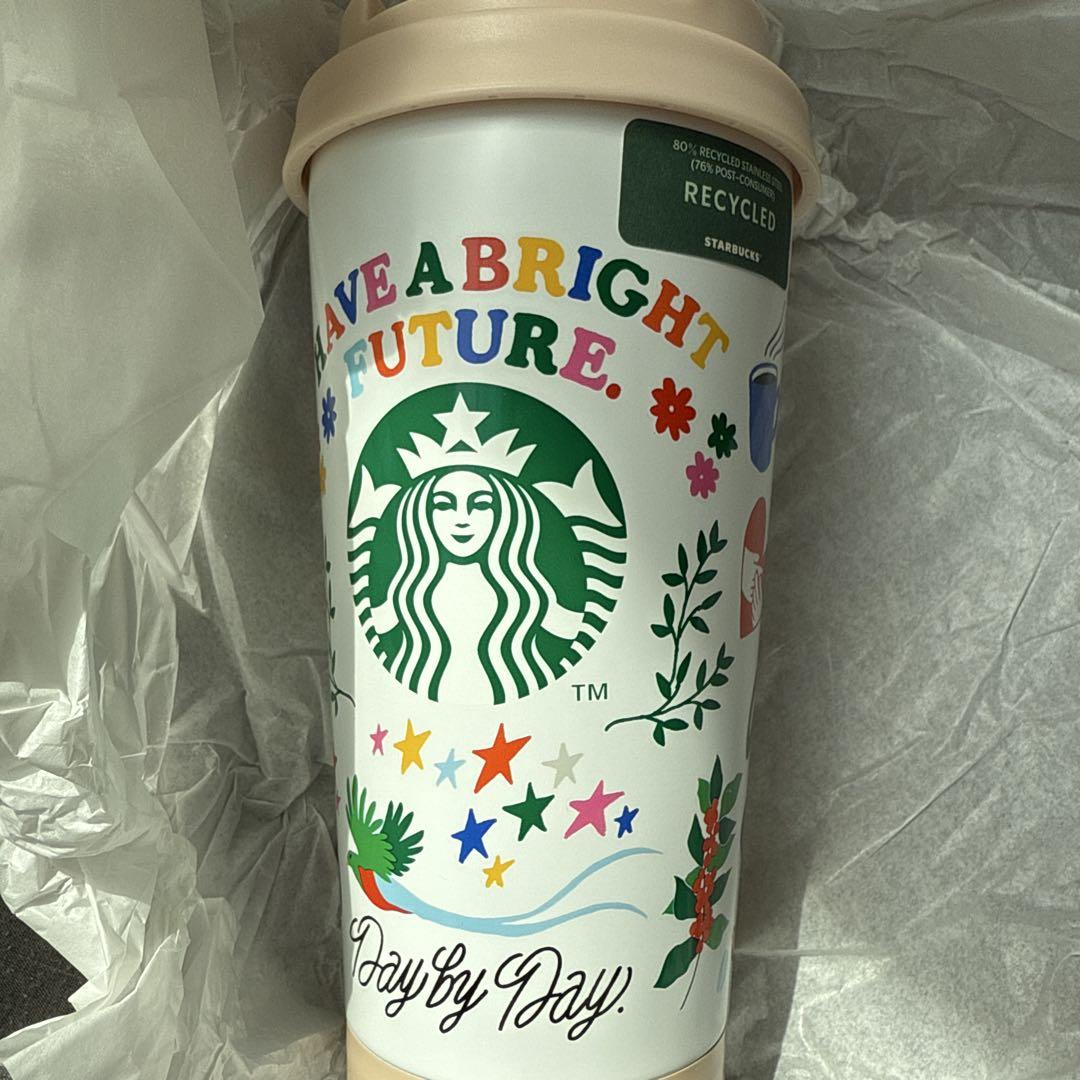 80% RECYCLED STAINLESS STEEL
(76% POST-CONSUMER)
RECYCLED
STARBUCKS
HAVE A BRIGHT
FUTURE.
TM
Day by Day.